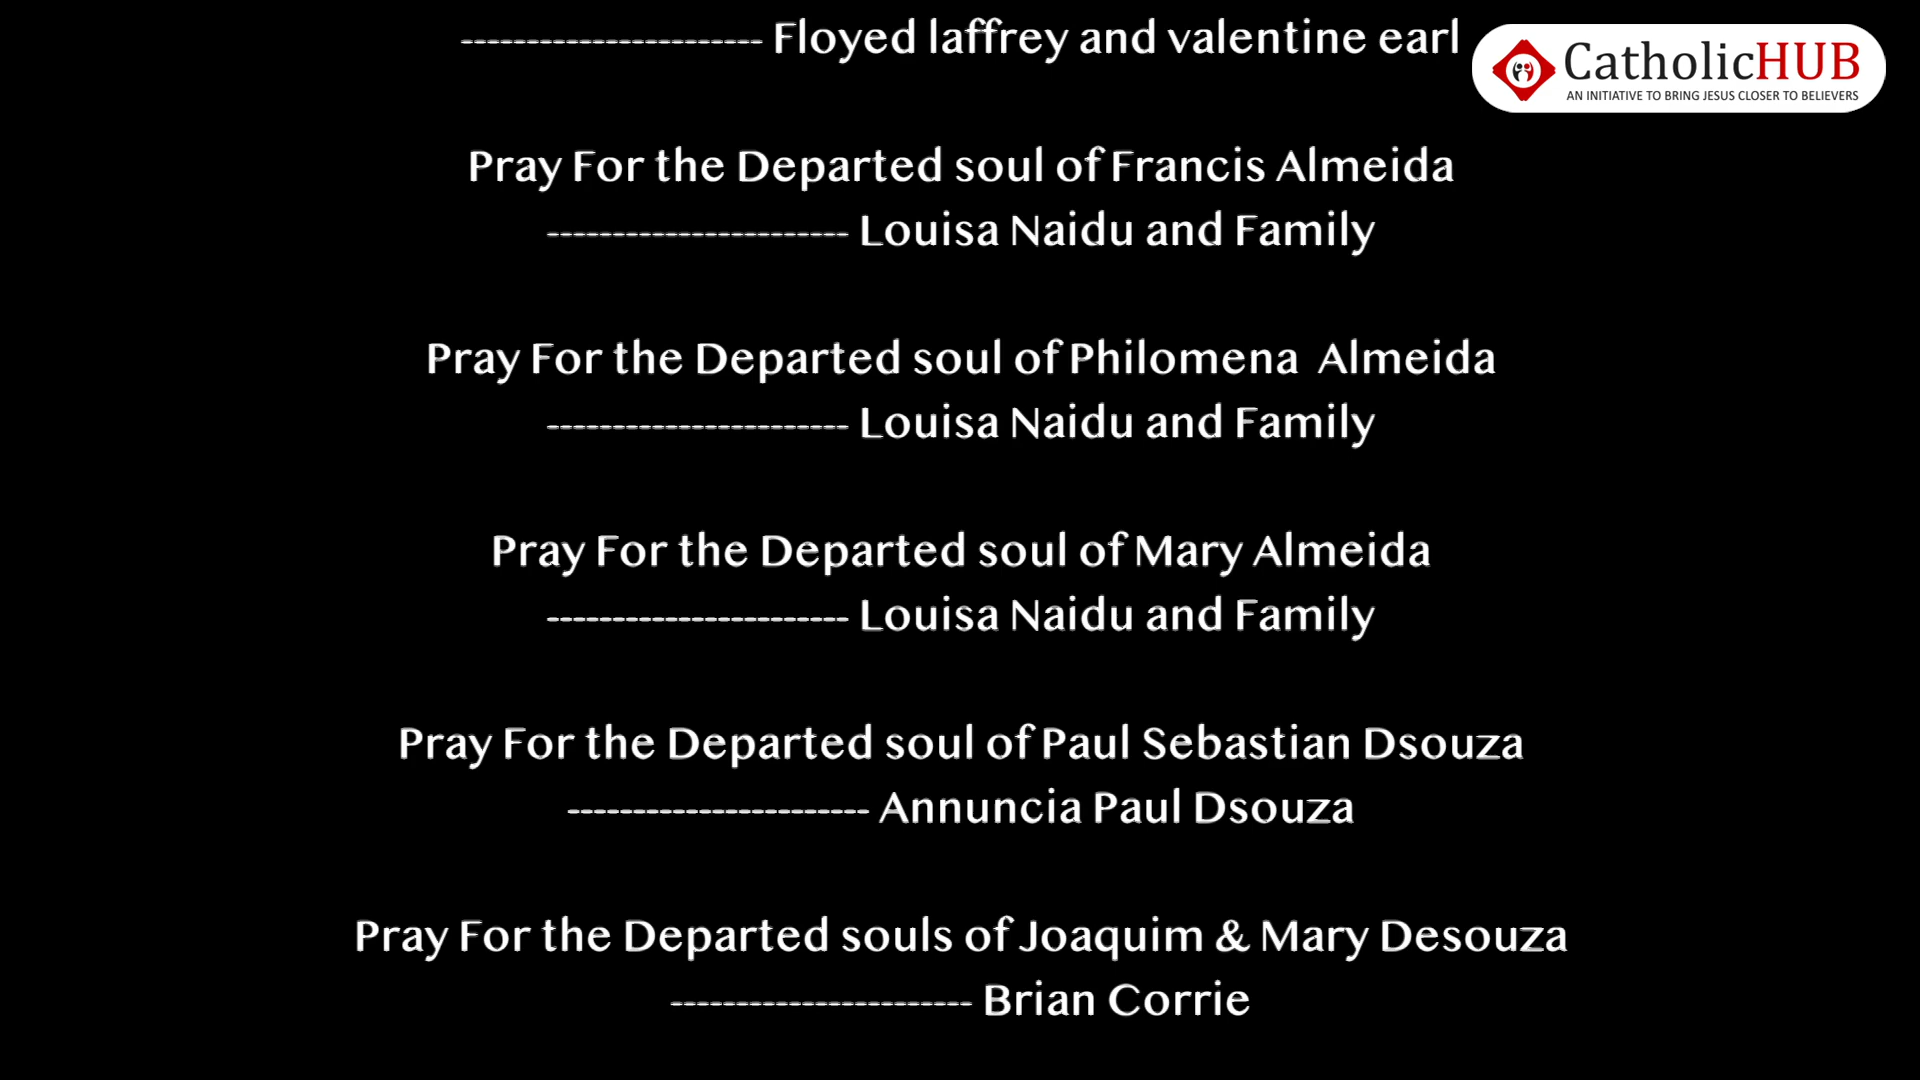 ----------------------- Floyed laffrey and valentine earl
CatholicHUB
AN INITIATIVE TO BRING JESUS CLOSER TO BELIEVERS
Pray For the Departed soul of Francis Almeida
----------------------- Louisa Naidu and Family
Pray For the Departed soul of Philomena  Almeida
----------------------- Louisa Naidu and Family
Pray For the Departed soul of Mary Almeida
----------------------- Louisa Naidu and Family
Pray For the Departed soul of Paul Sebastian Dsouza
----------------------- Annuncia Paul Dsouza
Pray For the Departed souls of Joaquim & Mary Desouza
----------------------- Brian Corrie